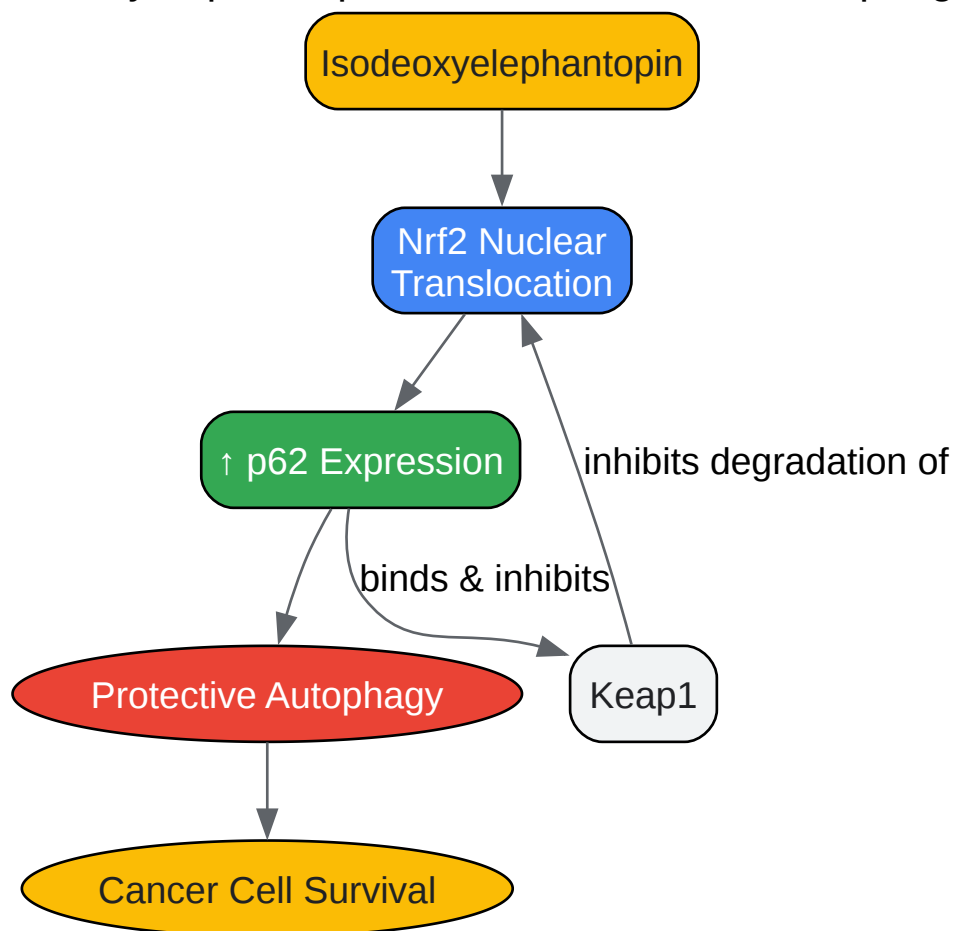 Isodeoxyelephantopin
Nrf2 Nuclear
Translocation
↑ p62 Expression
inhibits degradation of
binds & inhibits
Protective Autophagy
Keap1
Cancer Cell Survival